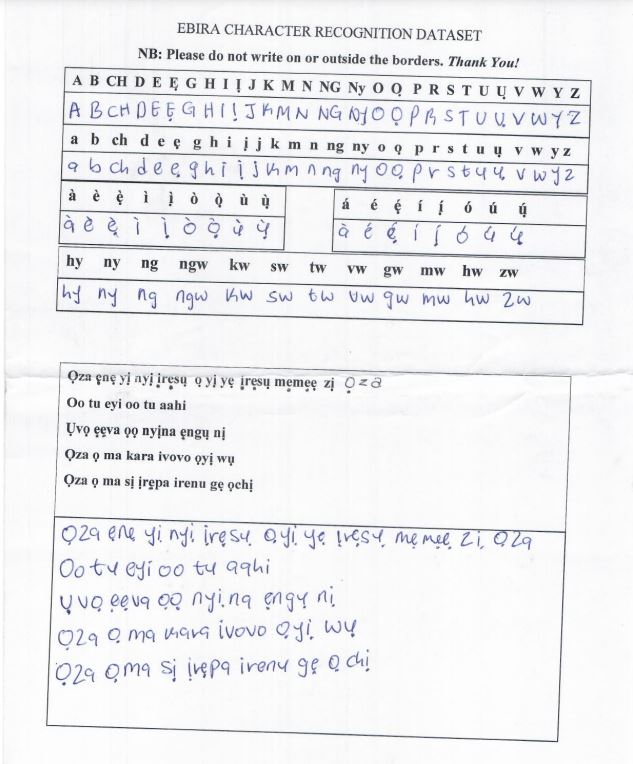 EBIRA CHARACTER RECOGNITION DATASET
NB: Please do not write on or outside the borders. Thank You!
A B CH D E Ẹ G H I Ị J K M N NG Ny O Ọ P R S T U Ụ V W Y Z
A B CH D E Ẹ G H I Ị J K M N NG Ny O Ọ P R S T U Ụ V W Y Z
a b ch d e ẹ g h i ị j k m n ng ny o ọ p r s t u ụ v w y z
a b ch d e ẹ g h i ị j k m n ng ny o ọ p r s t u ụ v w y z
à è ẹ̀ ì ị̀ ò ọ̀ ù ụ̀ á é ẹ́ í ị́ ó ú ụ́
à è ẹ̀ ì ị̀ ò ọ̀ ù ụ̀ à é ẹ́ í ị́ ó ú ụ́
hy ny ng ngw kw sw tw vw gw mw hw zw
hy ny ng ngw kw sw tw vw gw mw hw zw
Ọza ẹnẹ yị nyị ịrẹsụ ọ yị yẹ ịrẹsụ mẹmẹẹ zị Ọza
Oo tu eyi oo tu aahi
Ụvọ ẹẹva ọọ nyịna ẹngụ nị
Ọza ọ ma kara ivovo ọyị wụ
Ọza ọ ma sị ịrẹpa irenu gẹ ọchị
Ọza ẹnẹ yị nyị ịrẹsụ Ọ yị yẹ ịrẹsụ mẹmẹẹ zị Ọza
Oo tu eyi oo tu aahi
Ụvọ ẹẹva ọọ nyịna ẹngụ nị
Ọza ọ ma kara ivovo ọyị wụ
Ọza ọ ma sị ịrẹpa irenu gẹ ọ chị